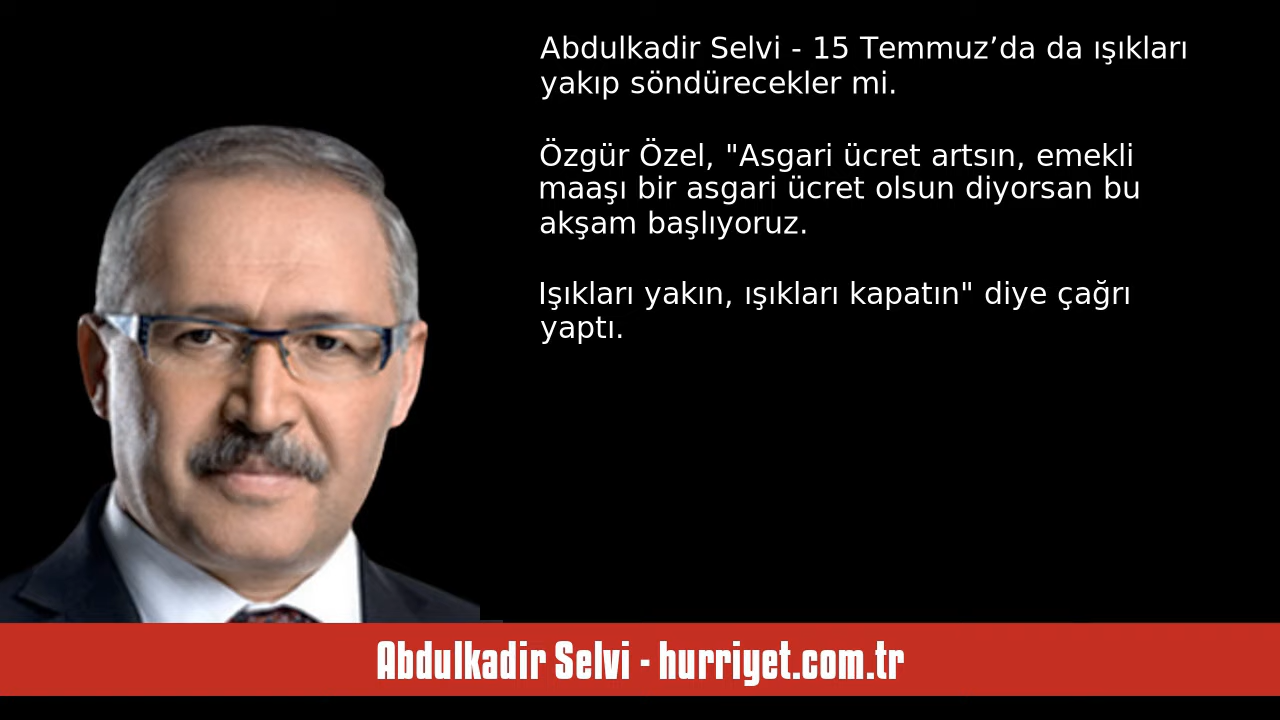 Abdulkadir Selvi - 15 Temmuz’da da ışıkları
yakıp söndürecekler mi.
Özgür Özel, "Asgari ücret artsın, emekli
maaşı bir asgari ücret olsun diyorsan bu
akşam başlıyoruz.
Işıkları yakın, ışıkları kapatın" diye çağrı
yaptı.
Abdulkadir Selvi - hurriyet.com.tr